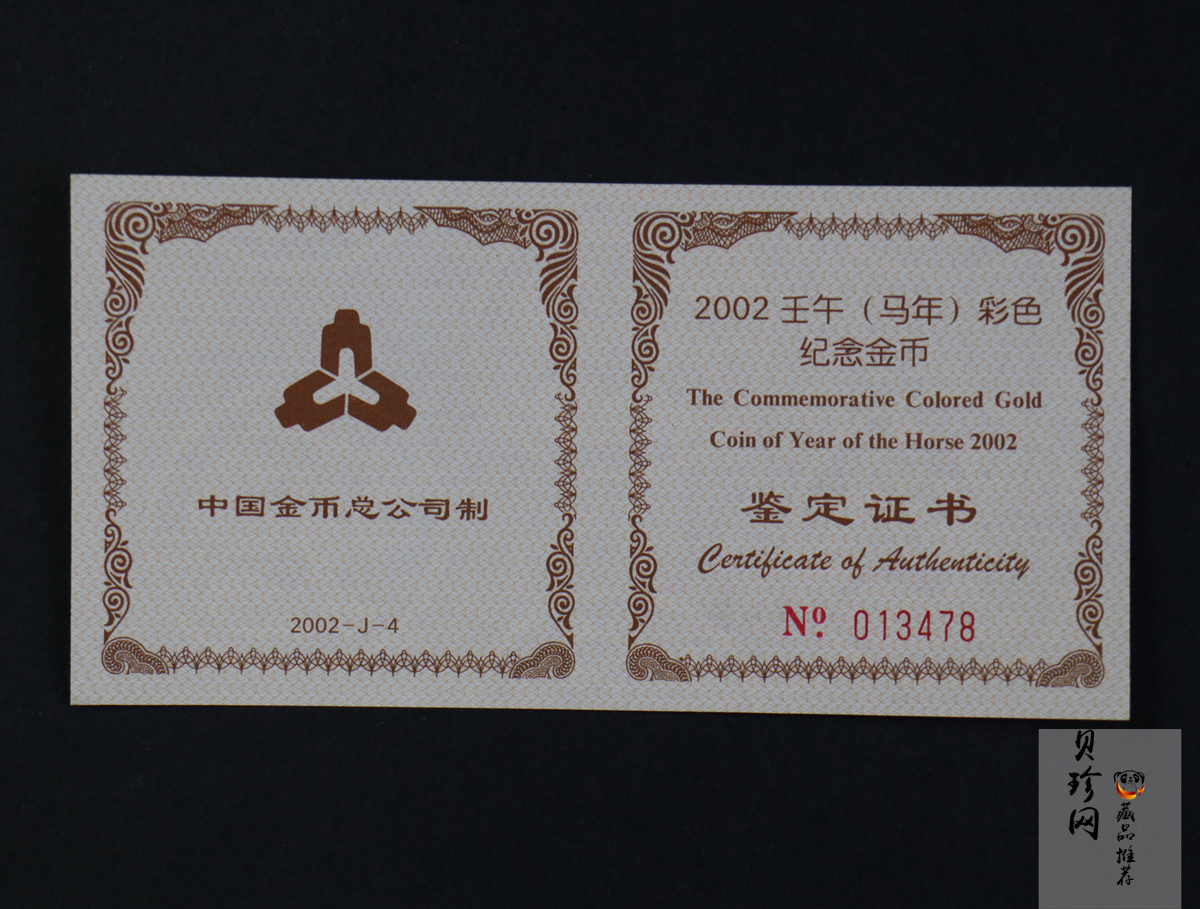 中国金币总公司制
2002-J-4
2002 壬午（马年）彩色
纪念金币
The Commemorative Colored Gold
Coin of Year of the Horse 2002
鉴定证书
Certificate of Authenticity
Nº. 013478
贝珍网
藏品推荐